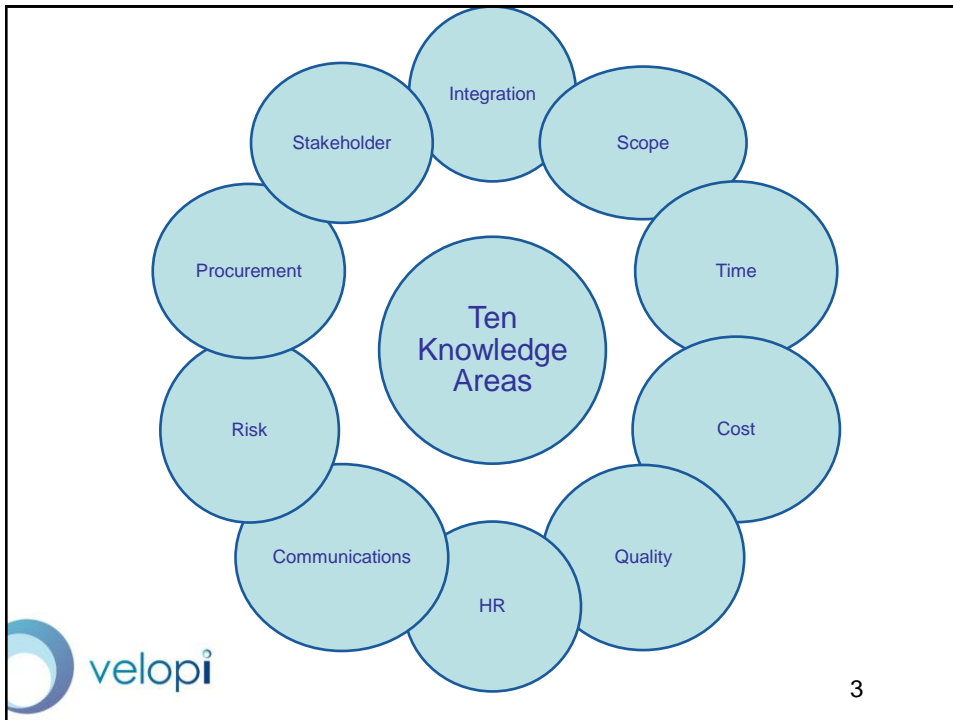 Integration
Stakeholder
Scope
Procurement
Time
Ten
Knowledge
Areas
Risk
Cost
Communications
Quality
HR
velopi
3